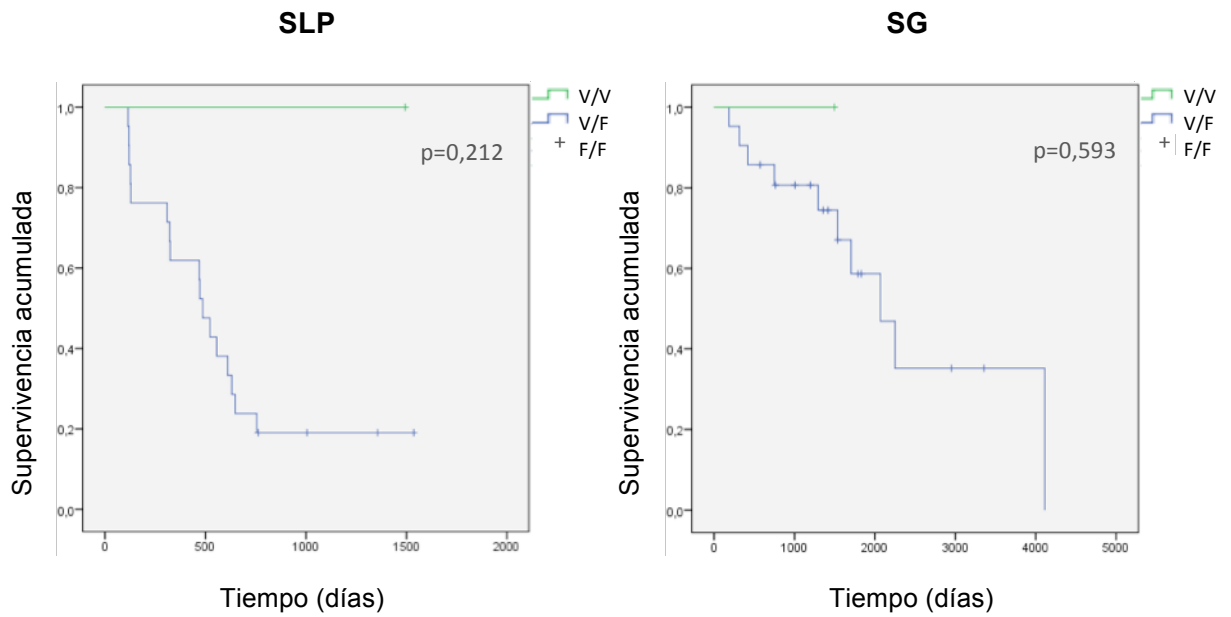 SLP
SG
V/V
V/F
+ F/F
p=0,212
Supervivencia acumulada
1,0
0,8
0,6
0,4
0,2
0,0
0 500 1000 1500 2000
Tiempo (días)
V/V
V/F
+ F/F
p=0,593
Supervivencia acumulada
1,0
0,8
0,6
0,4
0,2
0,0
0 1000 2000 3000 4000 5000
Tiempo (días)